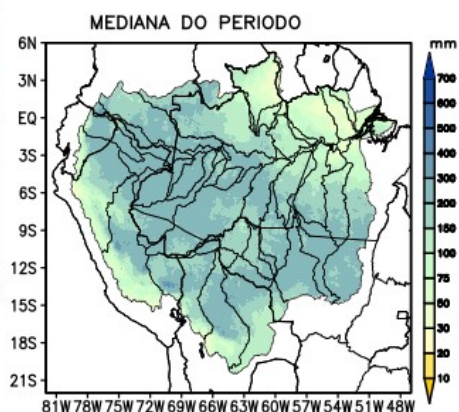 MEDIANA DO PERIODO
mm
6N
3N
EQ
3S
6S
9S
12S
15S
18S
21S
81W 78W 75W 72W 69W 66W 63W 60W 57W 54W 51W 48W
700
600
500
400
300
200
150
100
75
50
30
20
10